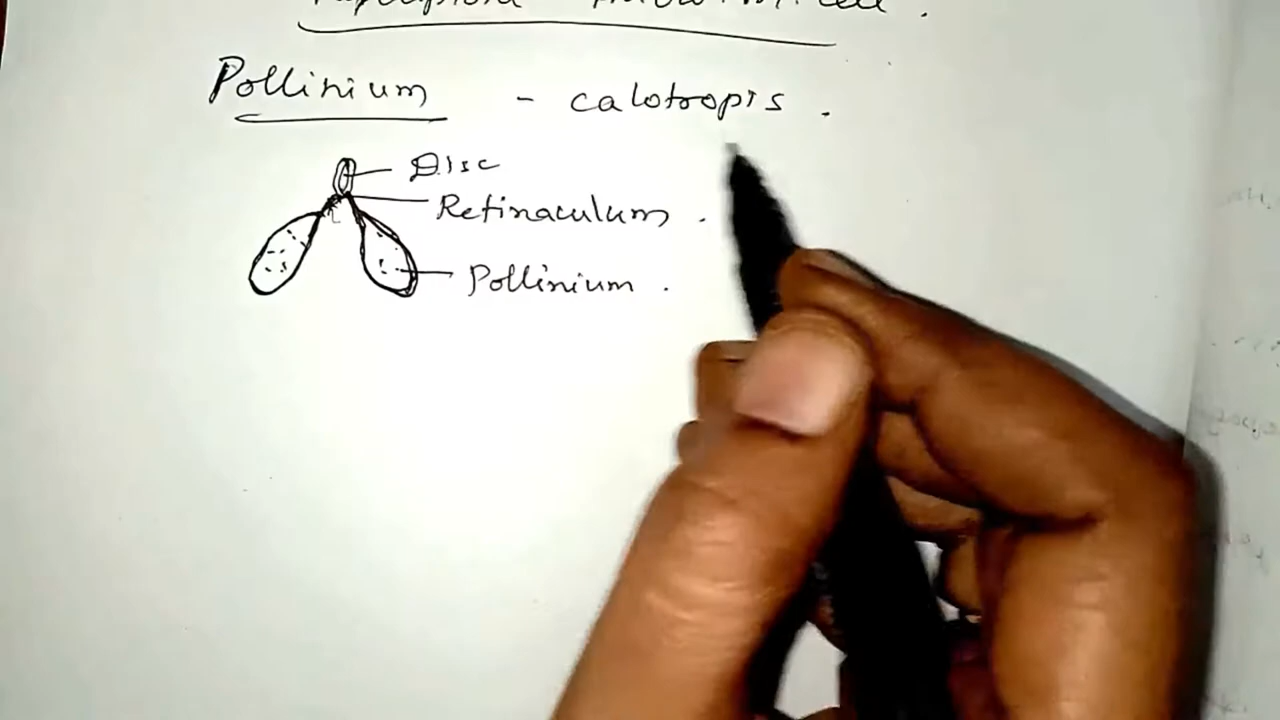 Pollinium - calotropis.
Disc
Retinaculum.
Pollinium.